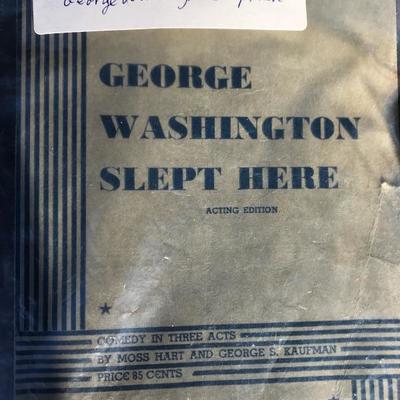 GEORGE
WASHINGTON
SLEPT HERE
ACTING EDITION
COMEDY IN THREE ACTS
BY MOSS HART AND GEORGE S. KAUFMAN
PRICE 85 CENTS